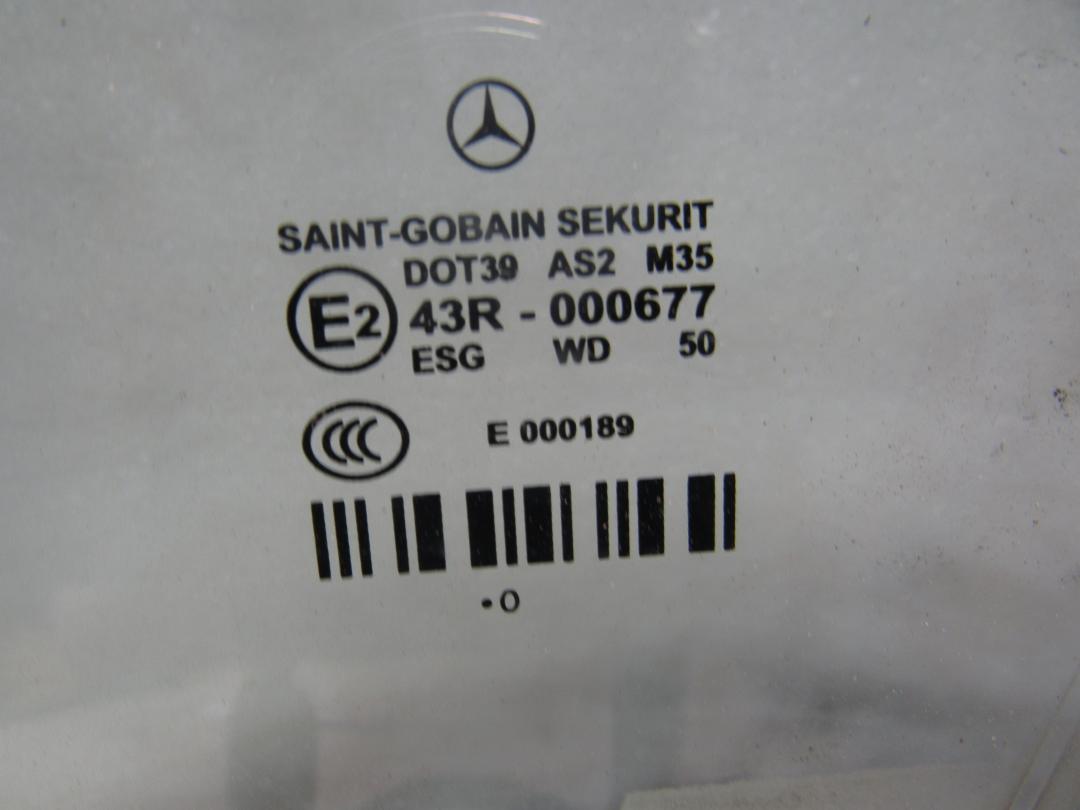 SAINT-GOBAIN SEKURIT
DOT39 AS2 M35
E2 43R - 000677
ESG WD 50
CCC E 000189
.0